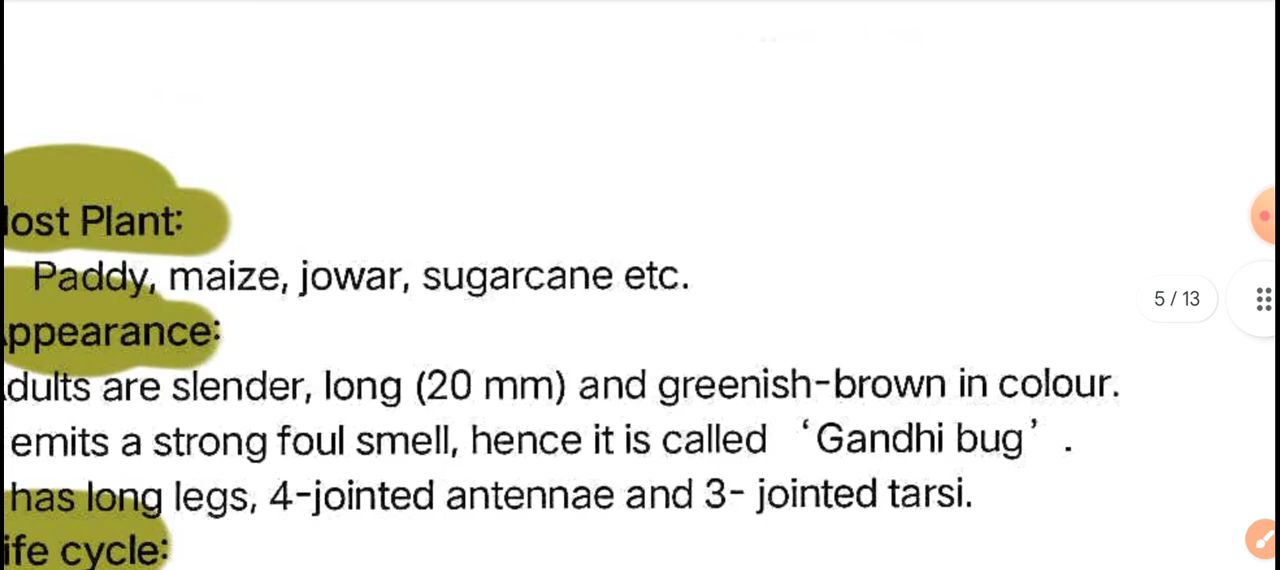 lost Plant:
Paddy, maize, jowar, sugarcane etc.
5 / 13
ppearance:
dults are slender, long (20 mm) and greenish-brown in colour.
emits a strong foul smell, hence it is called ‘Gandhi bug’ .
has long legs, 4-jointed antennae and 3- jointed tarsi.
ife cycle: